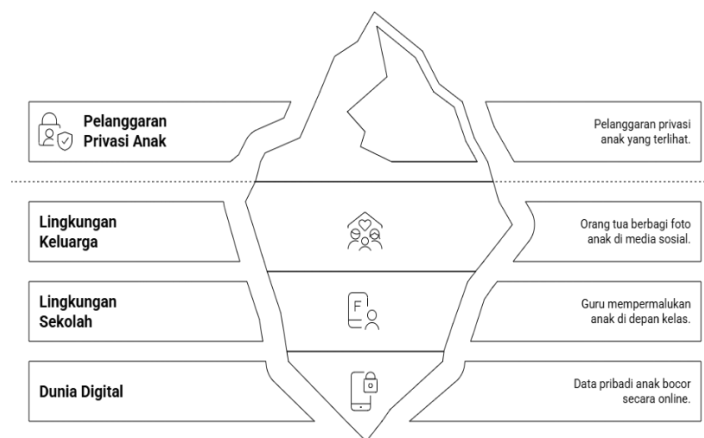 Pelanggaran
Privasi Anak
Pelanggaran privasi
anak yang terlihat.
Lingkungan
Keluarga
Orang tua berbagi foto
anak di media sosial.
Lingkungan
Sekolah
F
Guru mempermalukan
anak di depan kelas.
Dunia Digital
Data pribadi anak bocor
secara online.